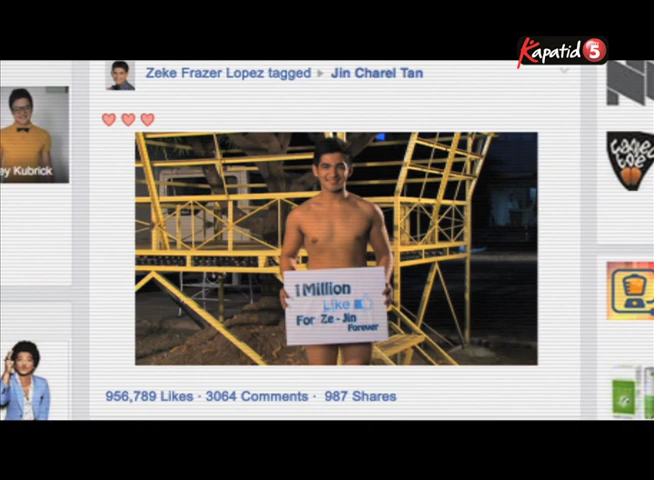 Kapatid 5
Zeke Frazer Lopez tagged ▸ Jin Charel Tan
ey Kubrick
1 Million
Like
For Ze-Jin
Forever
956,789 Likes · 3064 Comments · 987 Shares